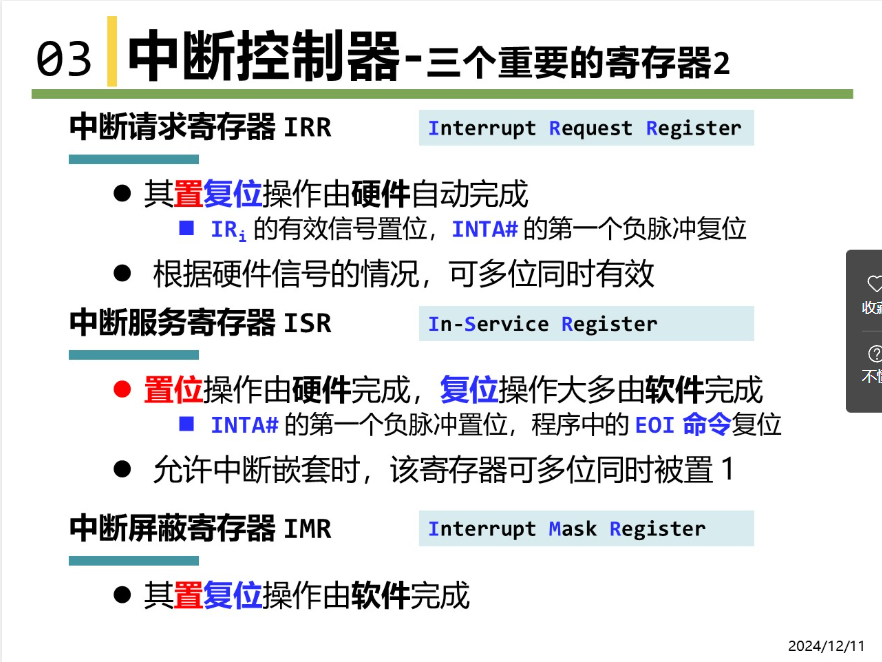 03 中断控制器-三个重要的寄存器2
中断请求寄存器 IRR
Interrupt Request Register
● 其置复位操作由硬件自动完成
■ IRi 的有效信号置位，INTA# 的第一个负脉冲复位
● 根据硬件信号的情况，可多位同时有效
中断服务寄存器 ISR
In-Service Register
● 置位操作由硬件完成，复位操作大多由软件完成
■ INTA# 的第一个负脉冲置位，程序中的 EOI 命令复位
● 允许中断嵌套时，该寄存器可多位同时被置 1
中断屏蔽寄存器 IMR
Interrupt Mask Register
● 其置复位操作由软件完成
2024/12/11